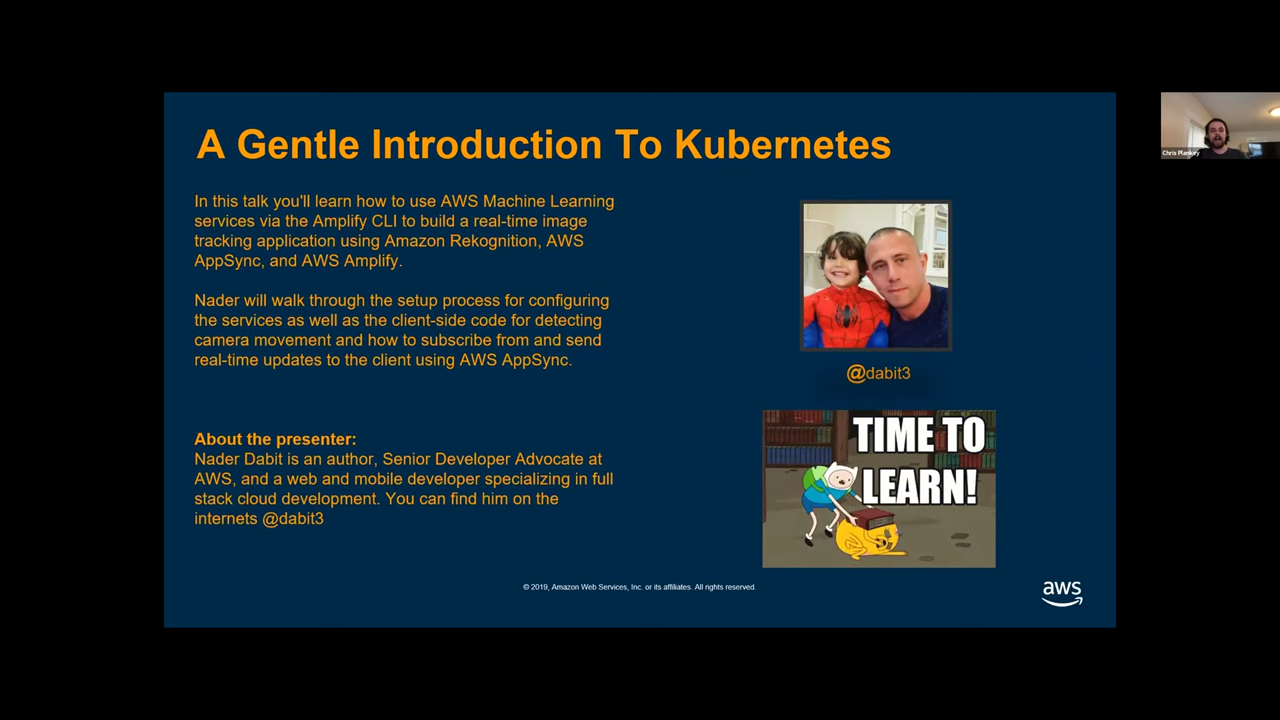 A Gentle Introduction To Kubernetes
In this talk you'll learn how to use AWS Machine Learning
services via the Amplify CLI to build a real-time image
tracking application using Amazon Rekognition, AWS
AppSync, and AWS Amplify.
Nader will walk through the setup process for configuring
the services as well as the client-side code for detecting
camera movement and how to subscribe from and send
real-time updates to the client using AWS AppSync.
About the presenter:
Nader Dabit is an author, Senior Developer Advocate at
AWS, and a web and mobile developer specializing in full
stack cloud development. You can find him on the
internets @dabit3
@dabit3
TIME TO
LEARN!
© 2019, Amazon Web Services, Inc. or its affiliates. All rights reserved.
aws
Chris Plankey